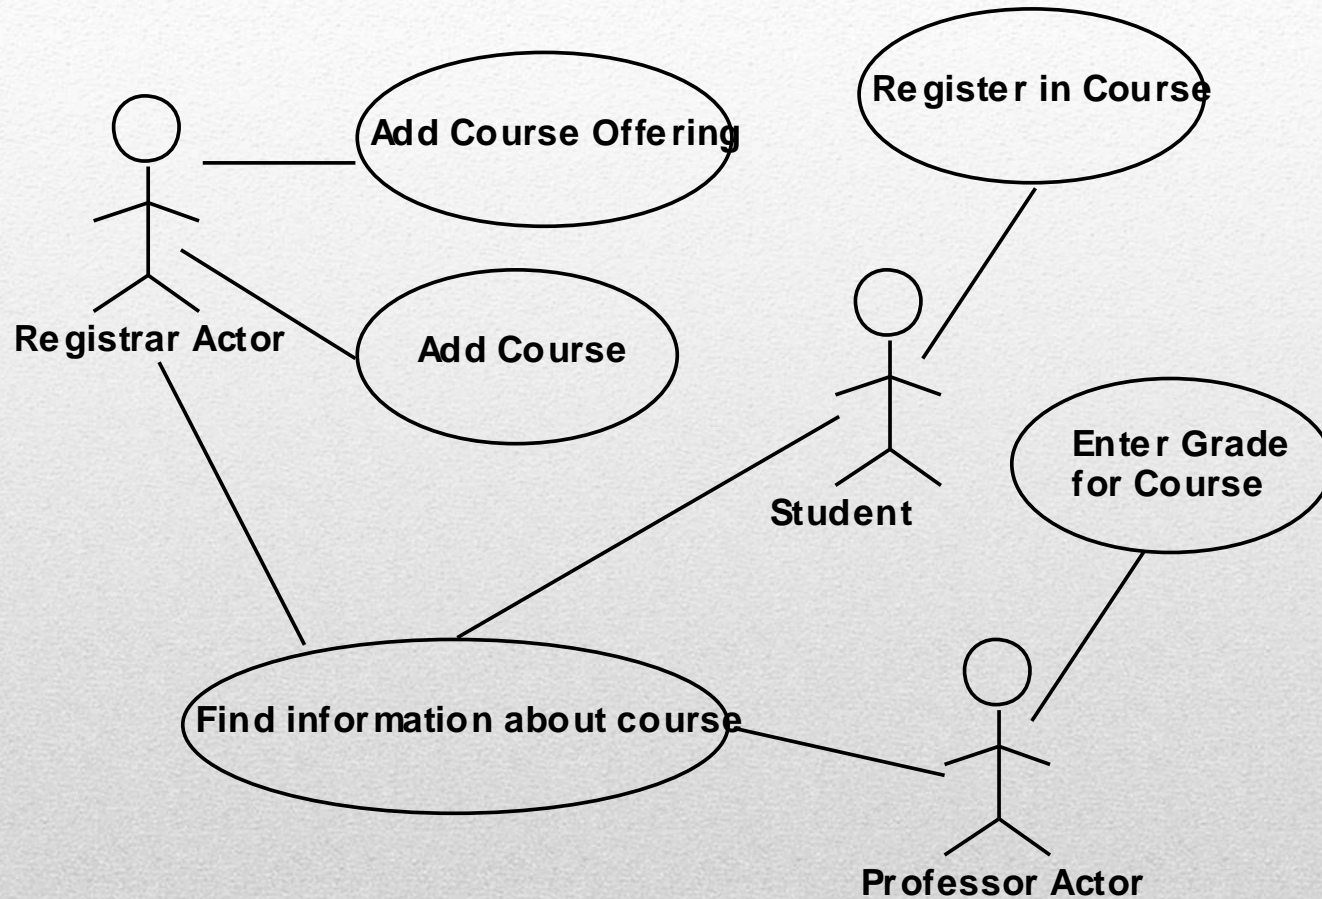 Register in Course
Add Course Offering
Registrar Actor
Add Course
Enter Grade
for Course
Student
Find information about course
Professor Actor